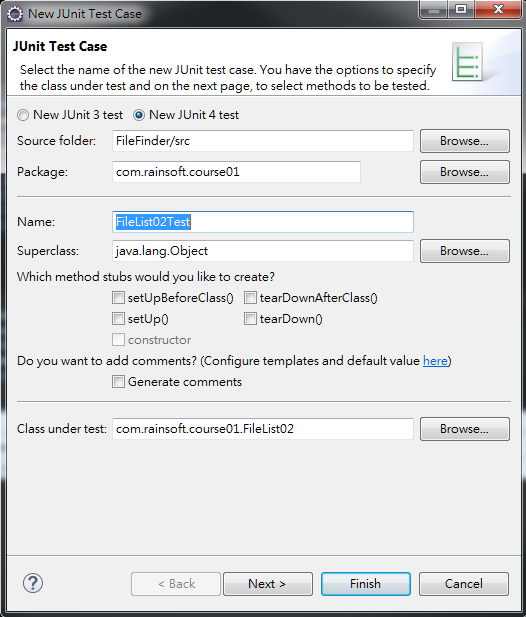 New JUnit Test Case
JUnit Test Case
Select the name of the new JUnit test case. You have the options to specify
the class under test and on the next page, to select methods to be tested.
New JUnit 3 test New JUnit 4 test
Source folder: FileFinder/src Browse...
Package: com.rainsoft.course01 Browse...
Name: FileList02Test
Superclass: java.lang.Object Browse...
Which method stubs would you like to create?
setUpBeforeClass() tearDownAfterClass()
setUp() tearDown()
constructor
Do you want to add comments? (Configure templates and default value here)
Generate comments
Class under test: com.rainsoft.course01.FileList02 Browse...
? < Back Next > Finish Cancel